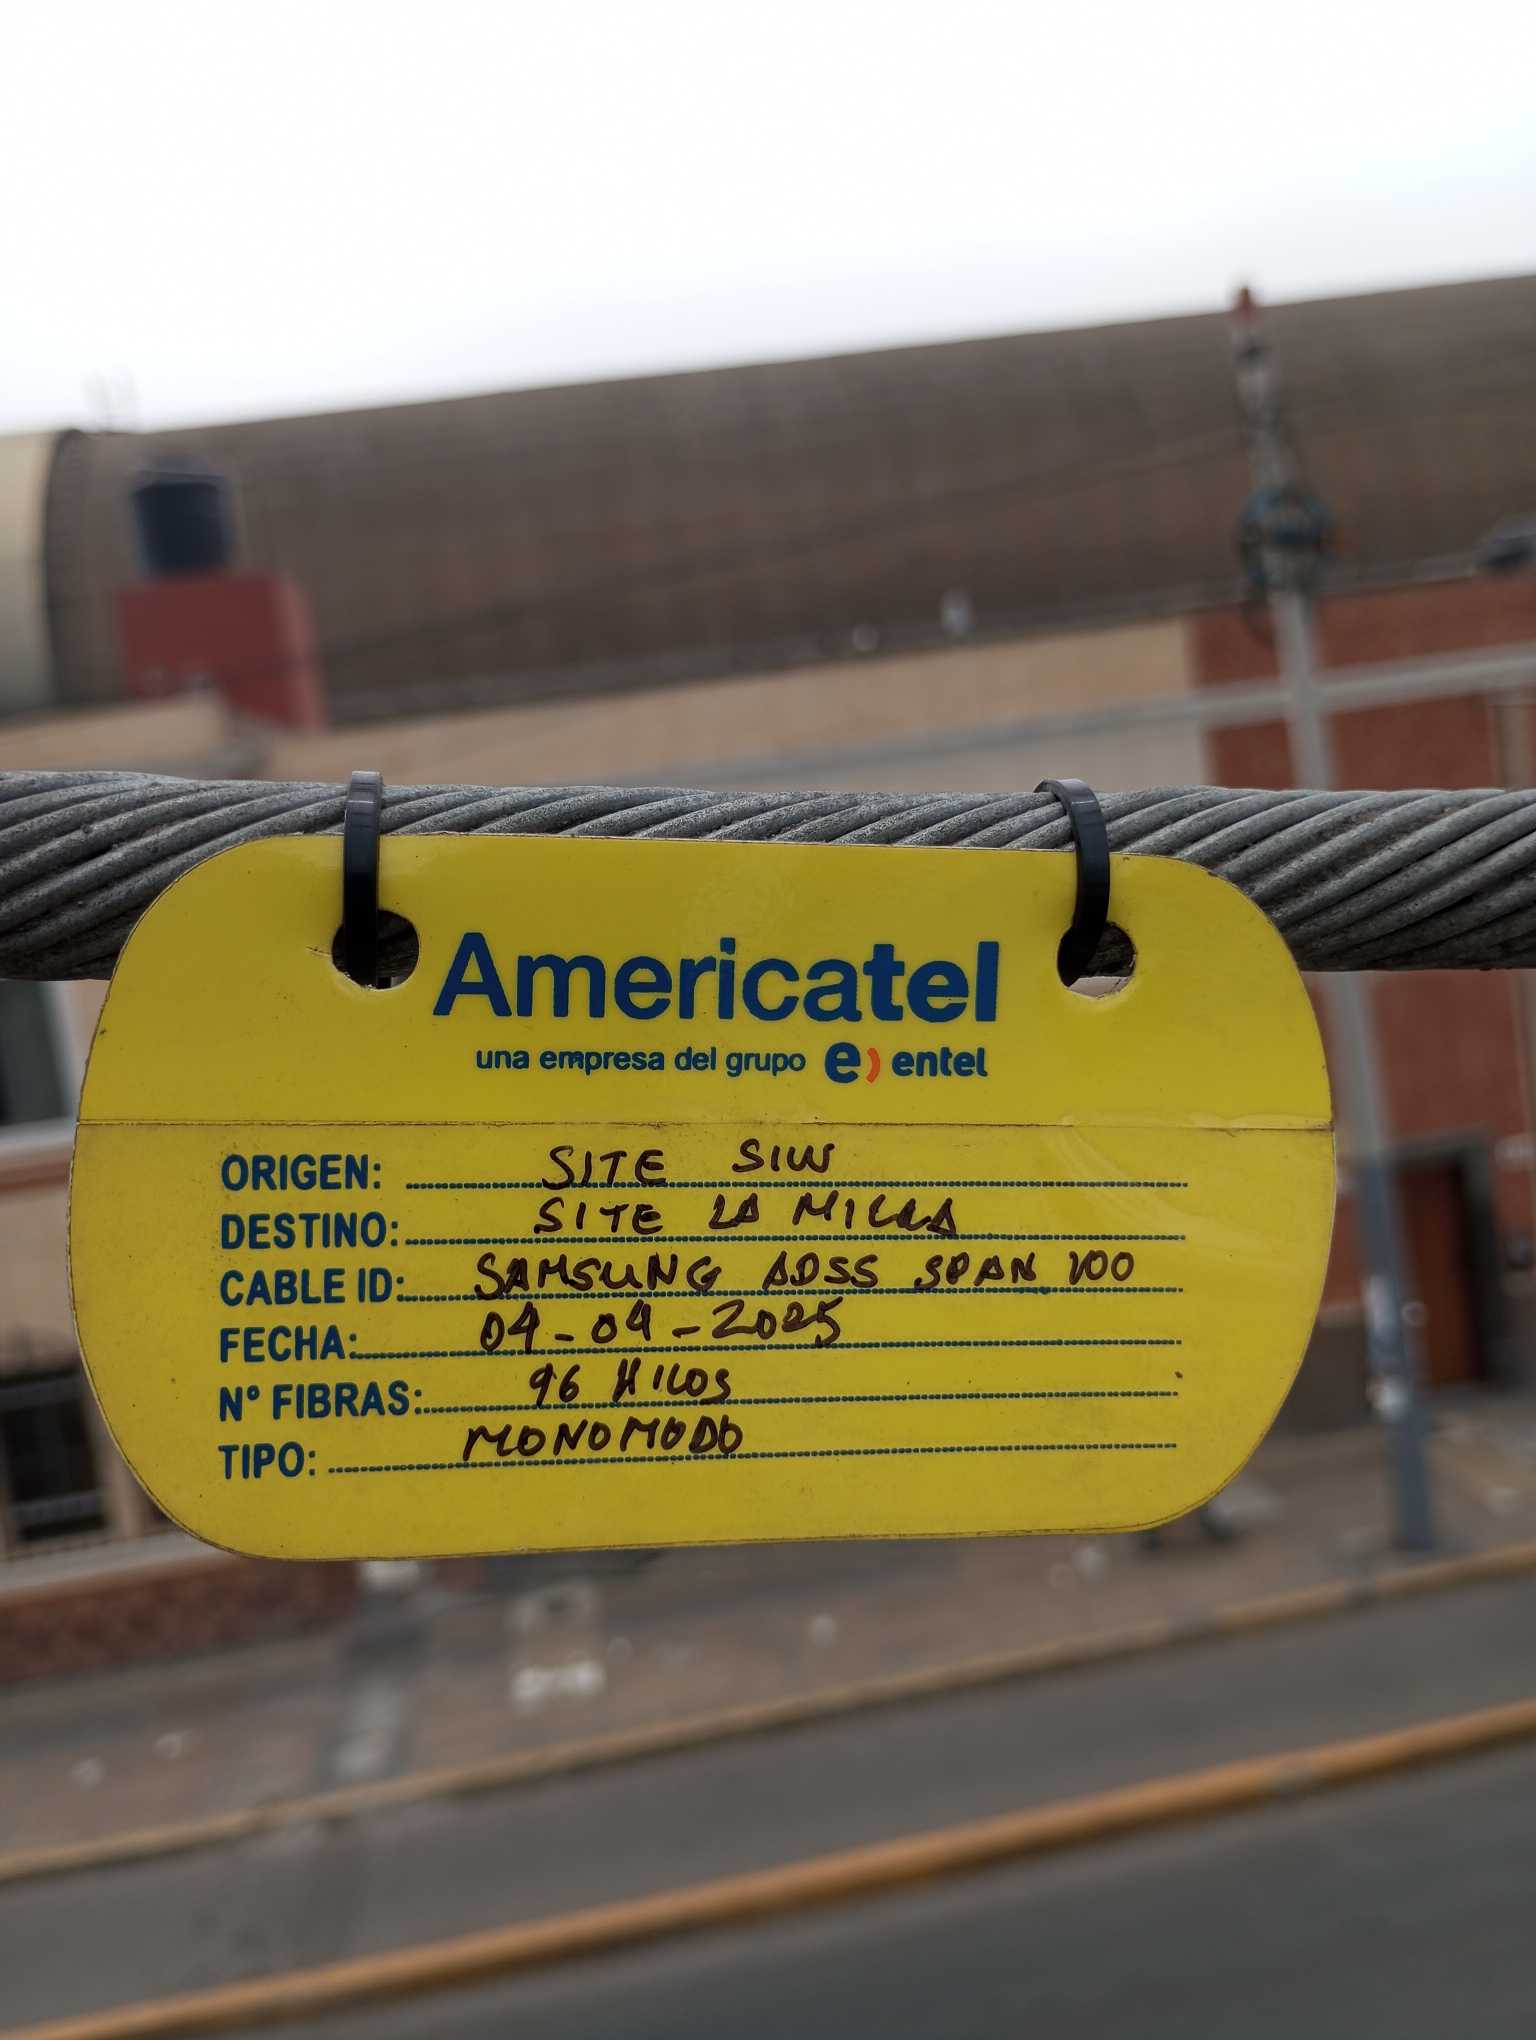 Americatel
una empresa del grupo e) entel
ORIGEN: SITE SIW
DESTINO: SITE LA MILLA
CABLE ID: SAMSUNG ADSS SPAN 100
FECHA: 04-04-2025
N° FIBRAS: 96 HILOS
TIPO: MONOMODO